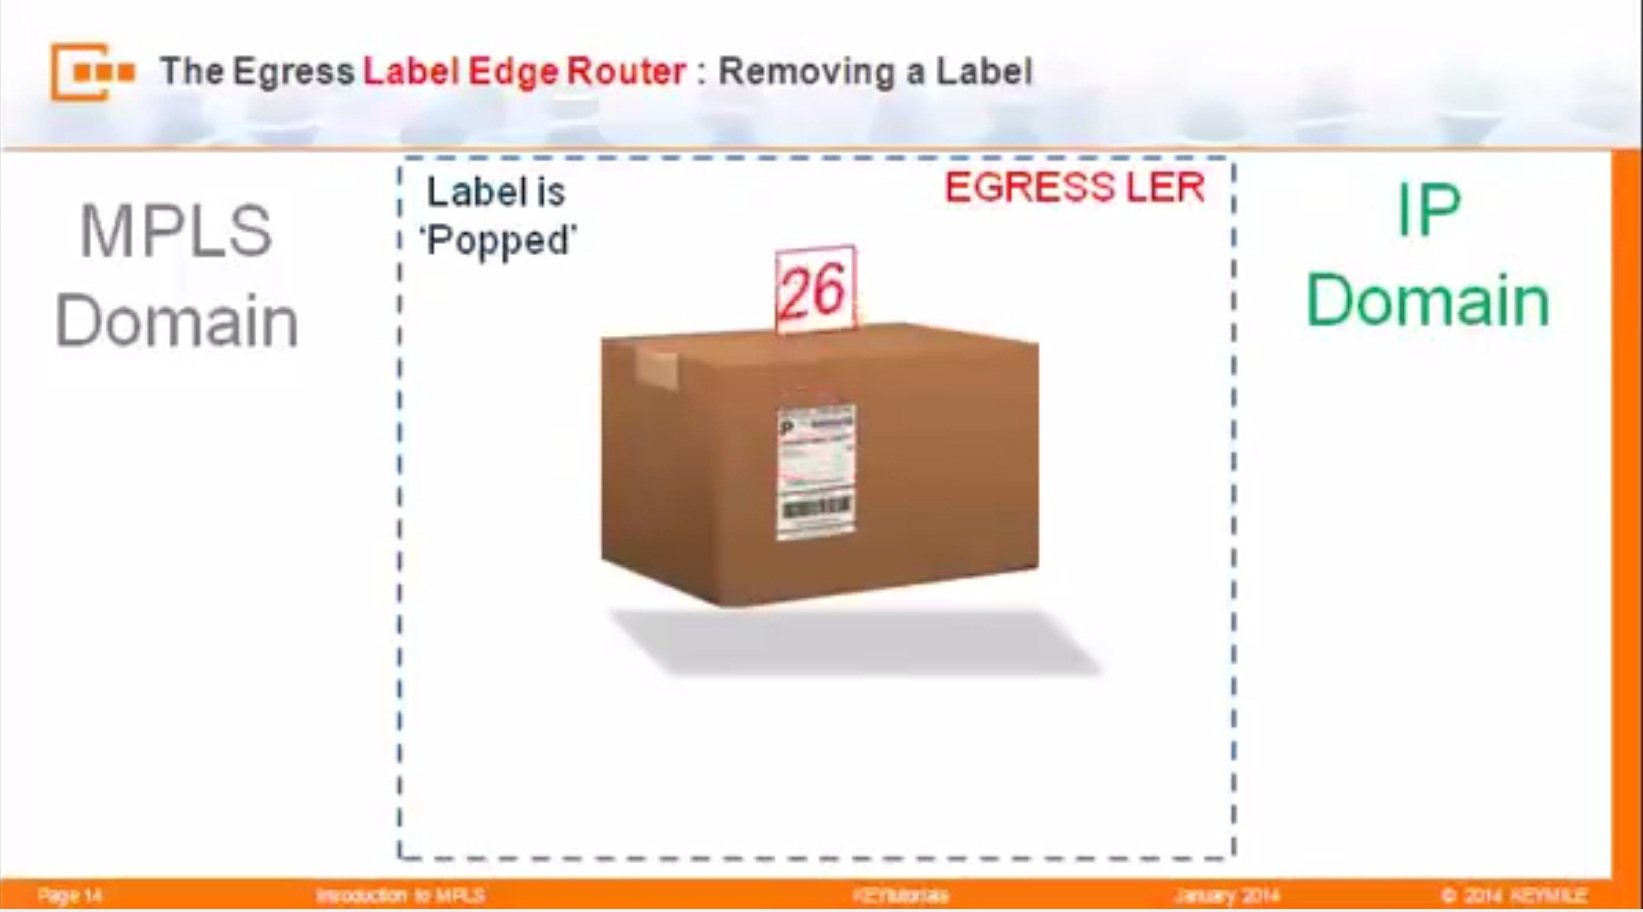 The Egress Label Edge Router : Removing a Label
MPLS
Domain
Label is
‘Popped’
EGRESS LER
26
P
IP
Domain
Page 14
Introduction to MPLS
KEYtutorials
January 2014
© 2014 KEYMILE